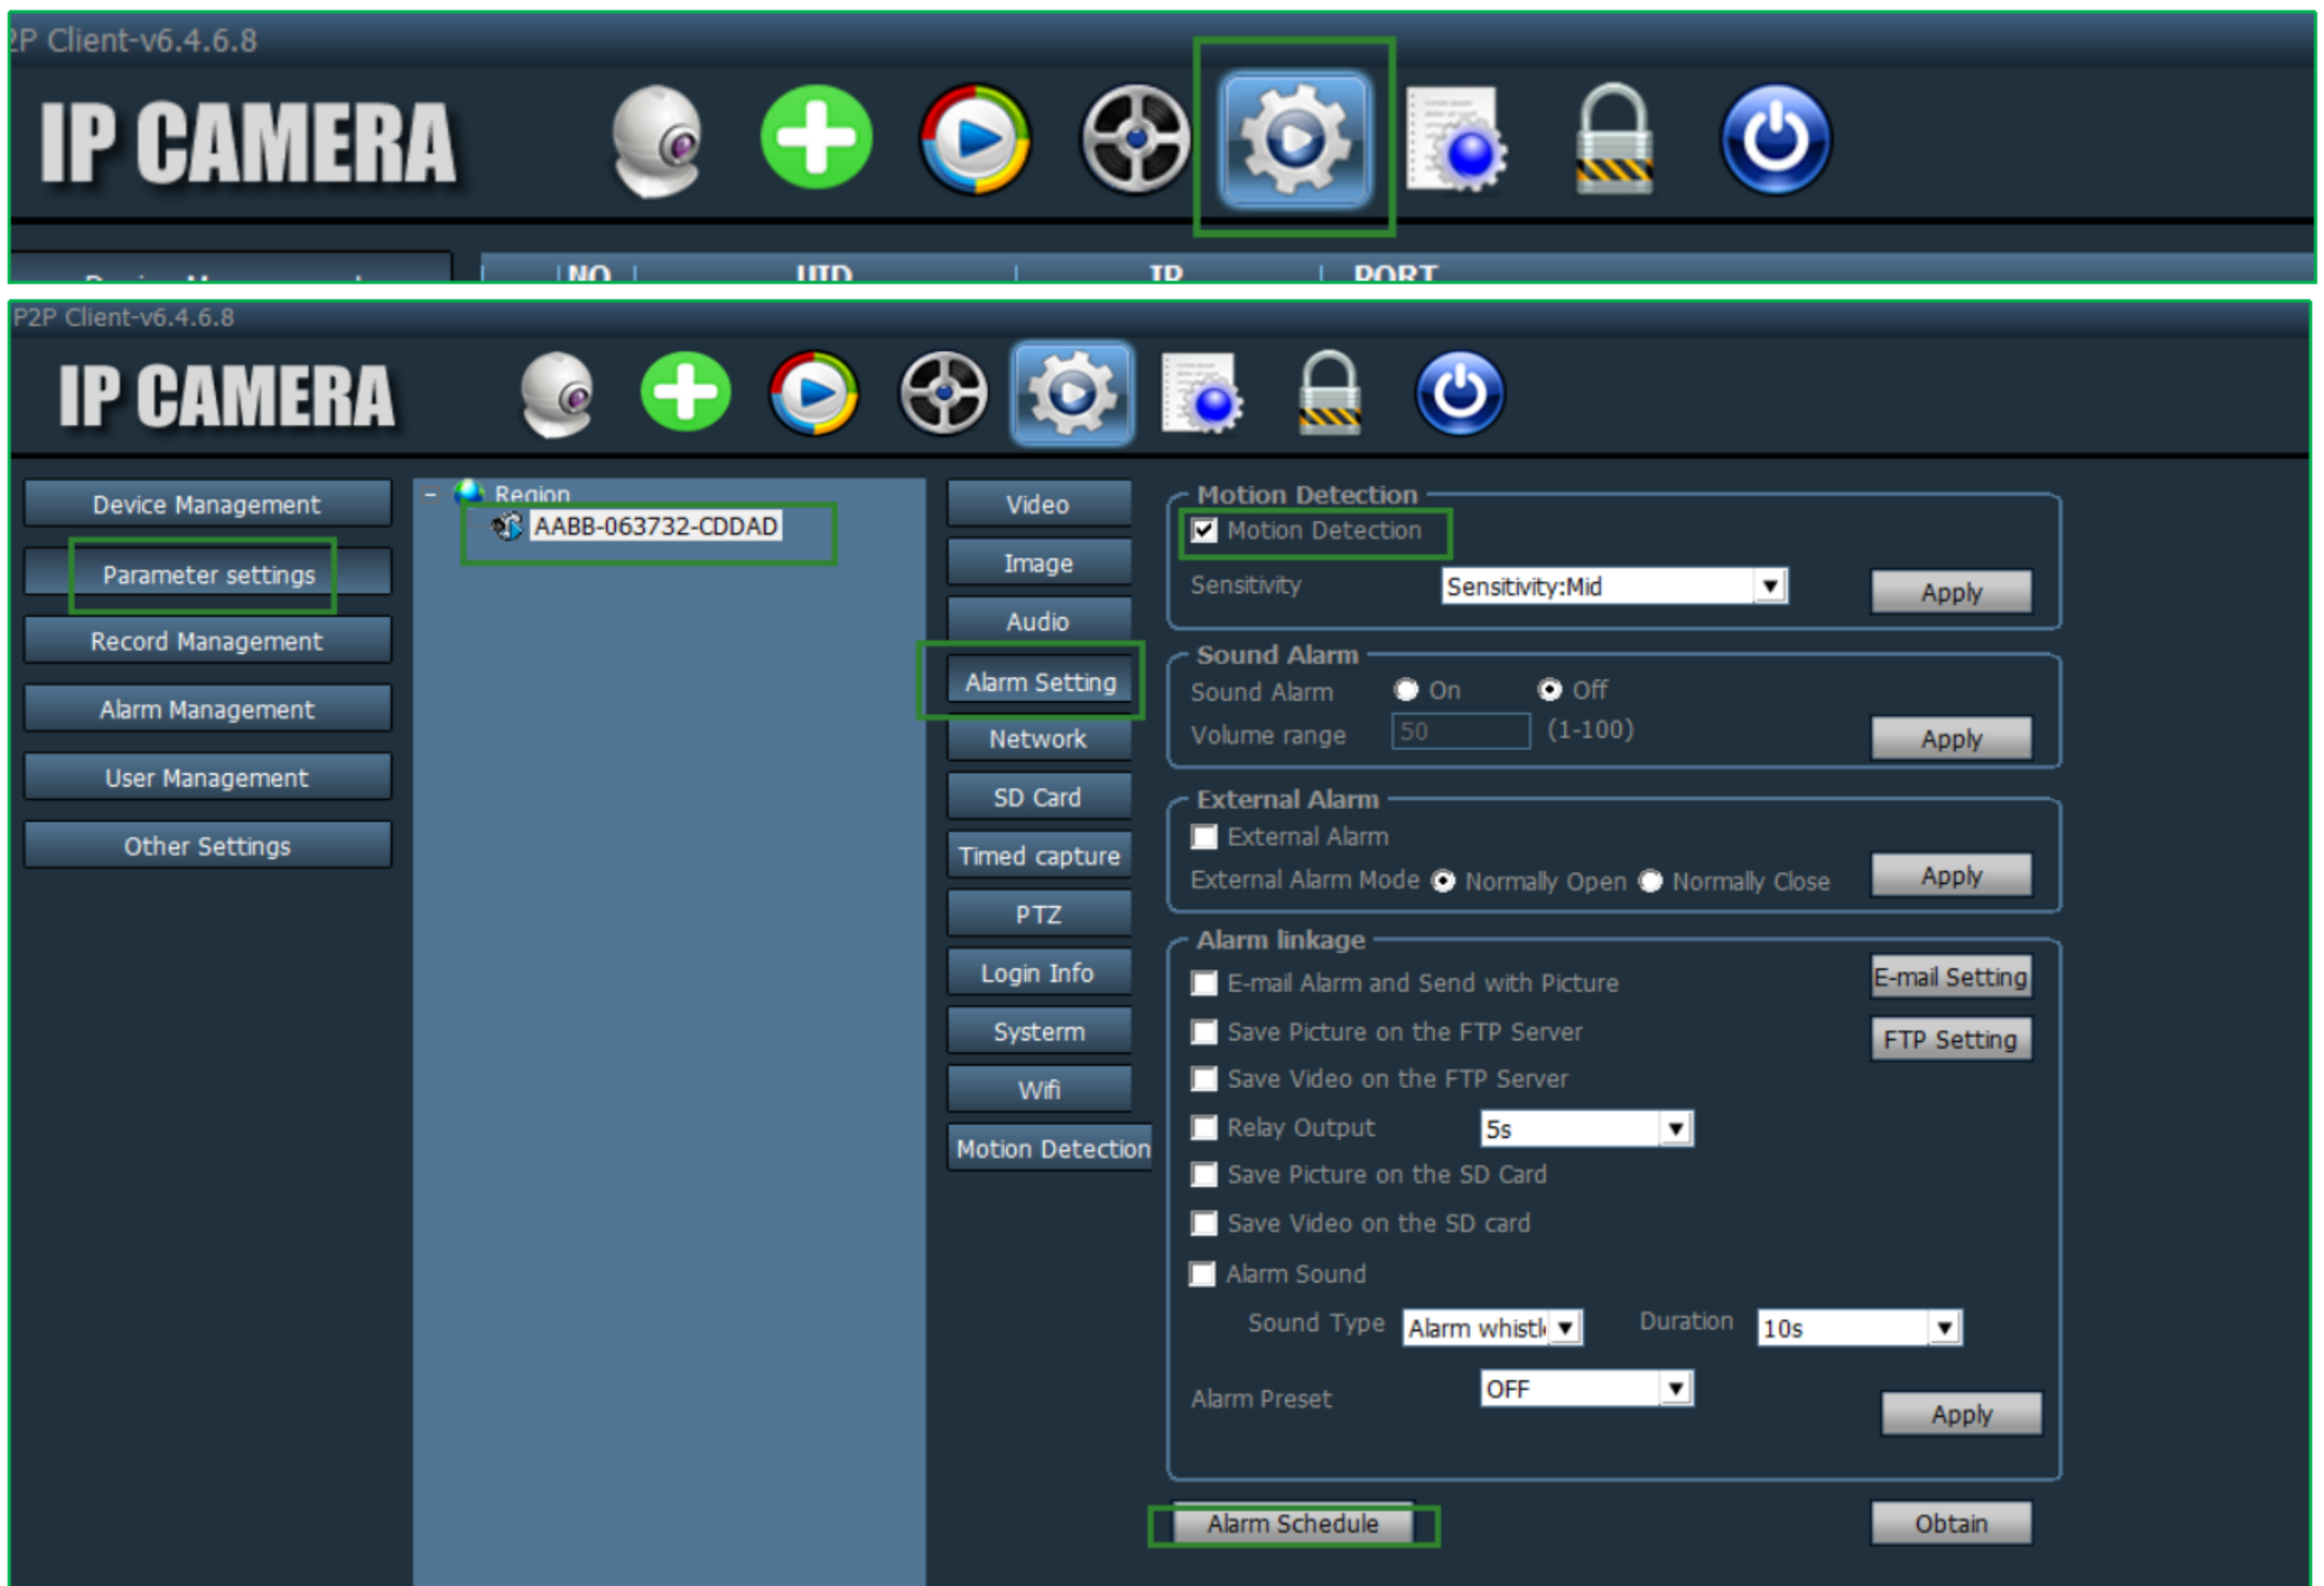 P Client-v6.4.6.8
IP CAMERA
NO UID IP PORT
P2P Client-v6.4.6.8
IP CAMERA
Device Management
Parameter settings
Record Management
Alarm Management
User Management
Other Settings
Region
AABB-063732-CDDAD
Video
Image
Audio
Alarm Setting
Network
SD Card
Timed capture
PTZ
Login Info
Systerm
Wifi
Motion Detection
Motion Detection
Motion Detection
Sensitivity Sensitivity:Mid Apply
Sound Alarm
Sound Alarm On Off
Volume range 50 (1-100) Apply
External Alarm
External Alarm
External Alarm Mode Normally Open Normally Close Apply
Alarm linkage
E-mail Alarm and Send with Picture E-mail Setting
Save Picture on the FTP Server FTP Setting
Save Video on the FTP Server
Relay Output 5s
Save Picture on the SD Card
Save Video on the SD card
Alarm Sound
Sound Type Alarm whistl Duration 10s
Alarm Preset OFF Apply
Alarm Schedule Obtain